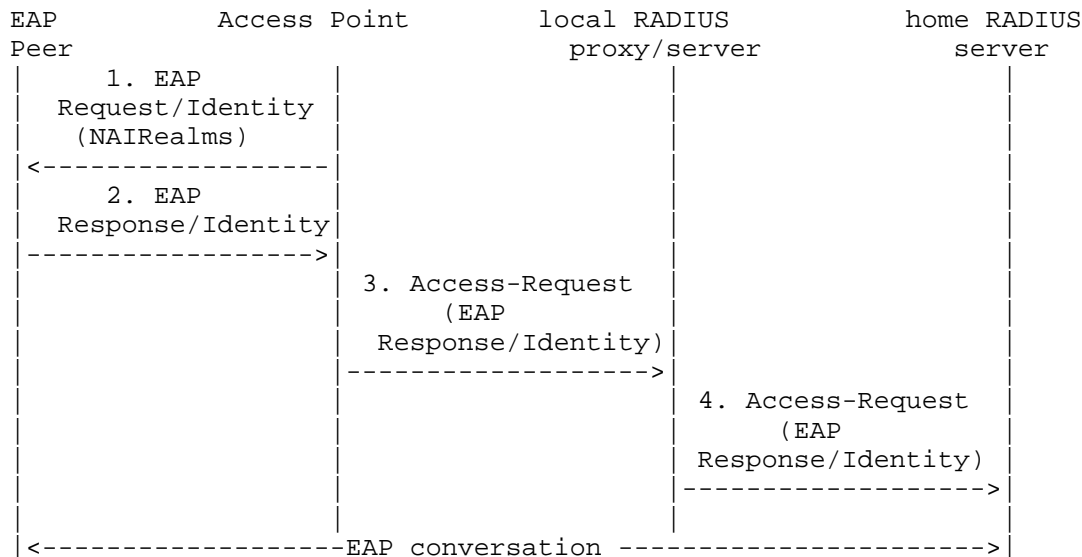 EAP Access Point local RADIUS home RADIUS
Peer proxy/server server
1. EAP
Request/Identity
(NAIRealms)
2. EAP
Response/Identity
3. Access-Request
(EAP
Response/Identity)
4. Access-Request
(EAP
Response/Identity)
EAP conversation